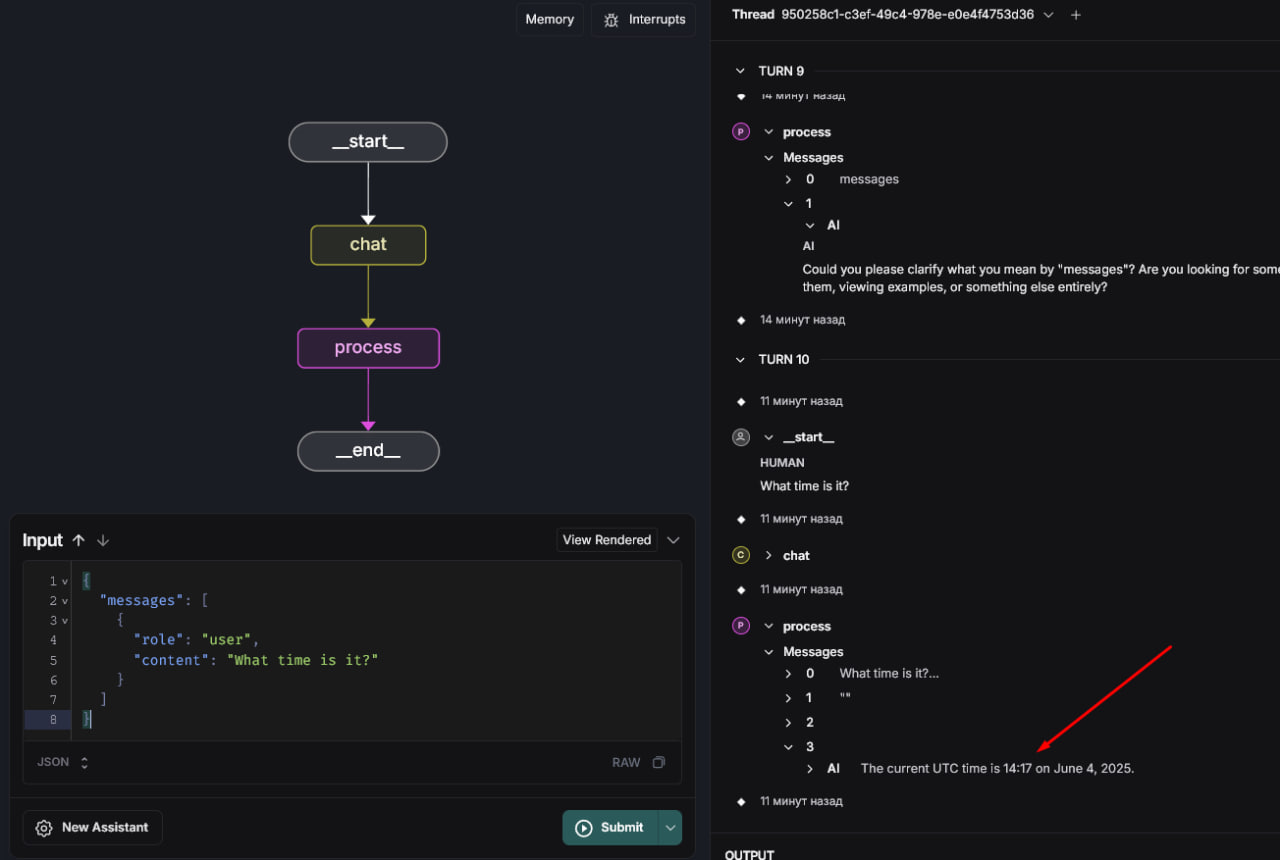 Memory
Interrupts
__start__
chat
process
__end__
Input
View Rendered
1 {
2 "messages": [
3 {
4 "role": "user",
5 "content": "What time is it?"
6 }
7 ]
8 }
JSON
RAW
New Assistant
Submit
Thread 950258c1-c3ef-49c4-978e-e0e4f4753d36
TURN 9
14 минут назад
P process
Messages
0 messages
1
AI
AI
Could you please clarify what you mean by "messages"? Are you looking for
them, viewing examples, or something else entirely?
14 минут назад
TURN 10
11 минут назад
__start__
HUMAN
What time is it?
11 минут назад
C chat
11 минут назад
P process
Messages
0 What time is it?...
1 ""
2
3
AI The current UTC time is 14:17 on June 4, 2025.
11 минут назад
OUTPUT